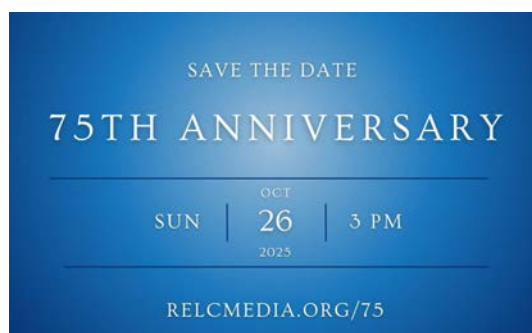 SAVE THE DATE
75TH ANNIVERSARY
OCT
SUN 26 3 PM
2025
RELCMEDIA.ORG/75